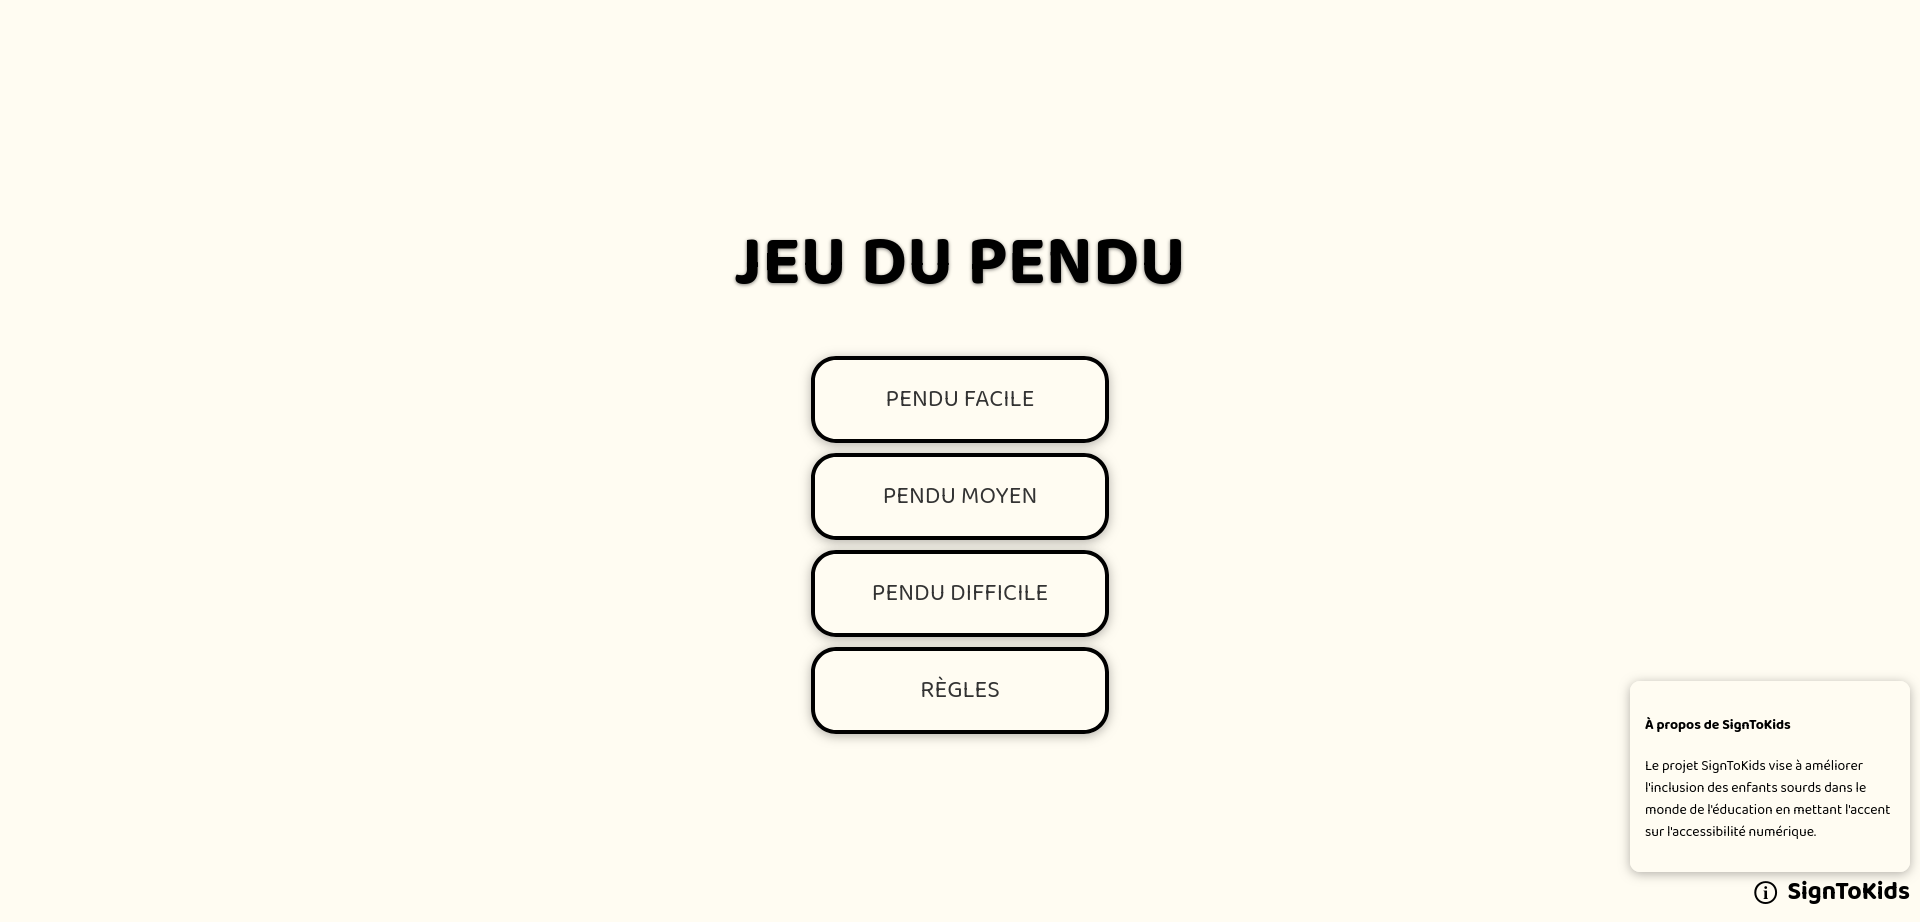 JEU DU PENDU
PENDU FACILE
PENDU MOYEN
PENDU DIFFICILE
RÈGLES
À propos de SignToKids
Le projet SignToKids vise à améliorer
l'inclusion des enfants sourds dans le
monde de l'éducation en mettant l'accent
sur l'accessibilité numérique.
i SignToKids